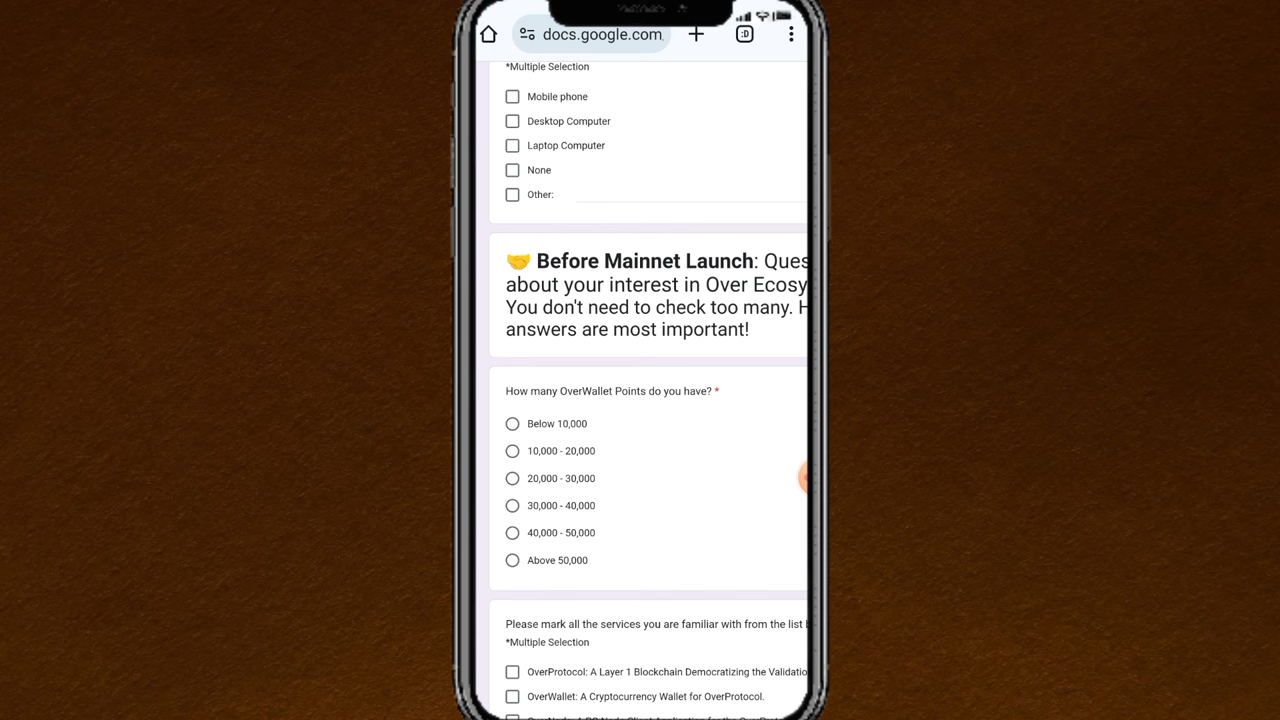 docs.google.com.
:D
*Multiple Selection
Mobile phone
Desktop Computer
Laptop Computer
None
Other:
🤝 Before Mainnet Launch: Ques
about your interest in Over Ecosy
You don't need to check too many. H
answers are most important!
How many OverWallet Points do you have? *
Below 10,000
10,000 - 20,000
20,000 - 30,000
30,000 - 40,000
40,000 - 50,000
Above 50,000
Please mark all the services you are familiar with from the list
*Multiple Selection
OverProtocol: A Layer 1 Blockchain Democratizing the Validatio
OverWallet: A Cryptocurrency Wallet for OverProtocol.